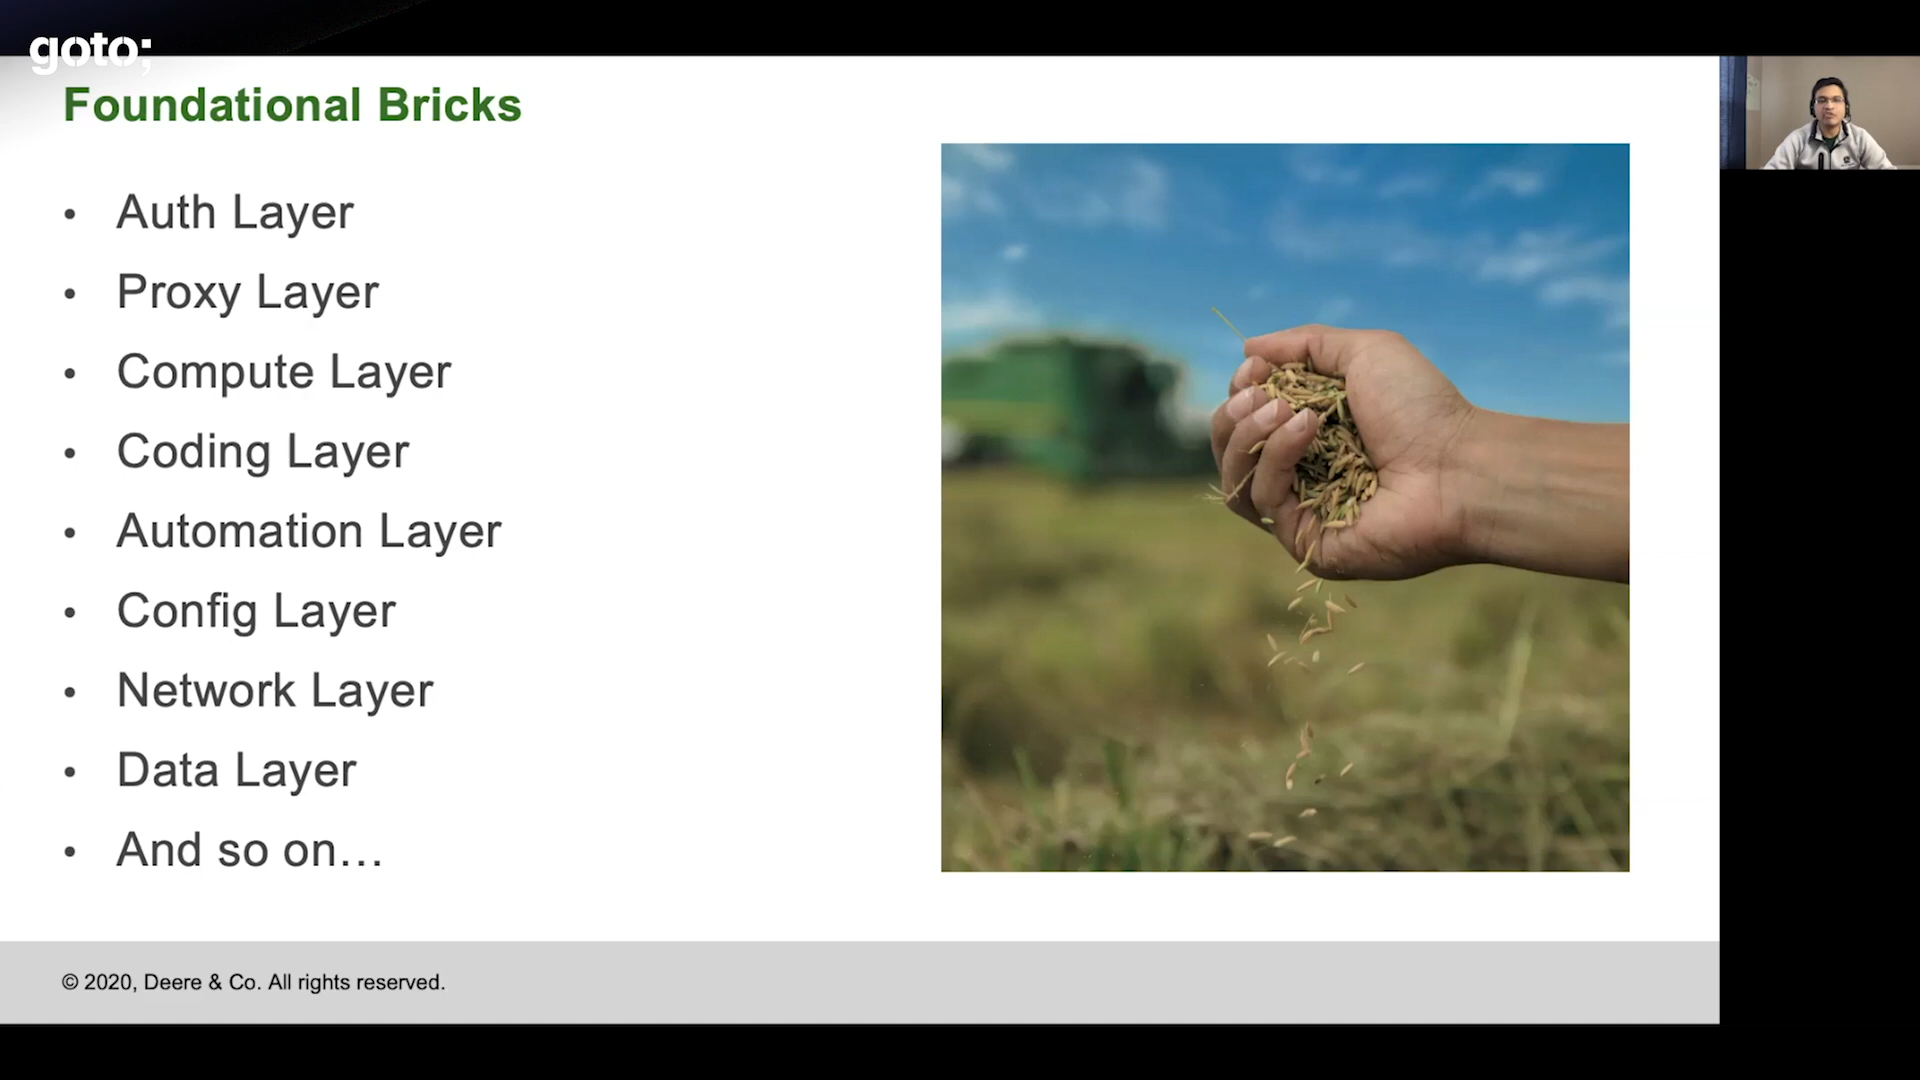 goto;
Foundational Bricks
• Auth Layer
• Proxy Layer
• Compute Layer
• Coding Layer
• Automation Layer
• Config Layer
• Network Layer
• Data Layer
• And so on…
© 2020, Deere & Co. All rights reserved.